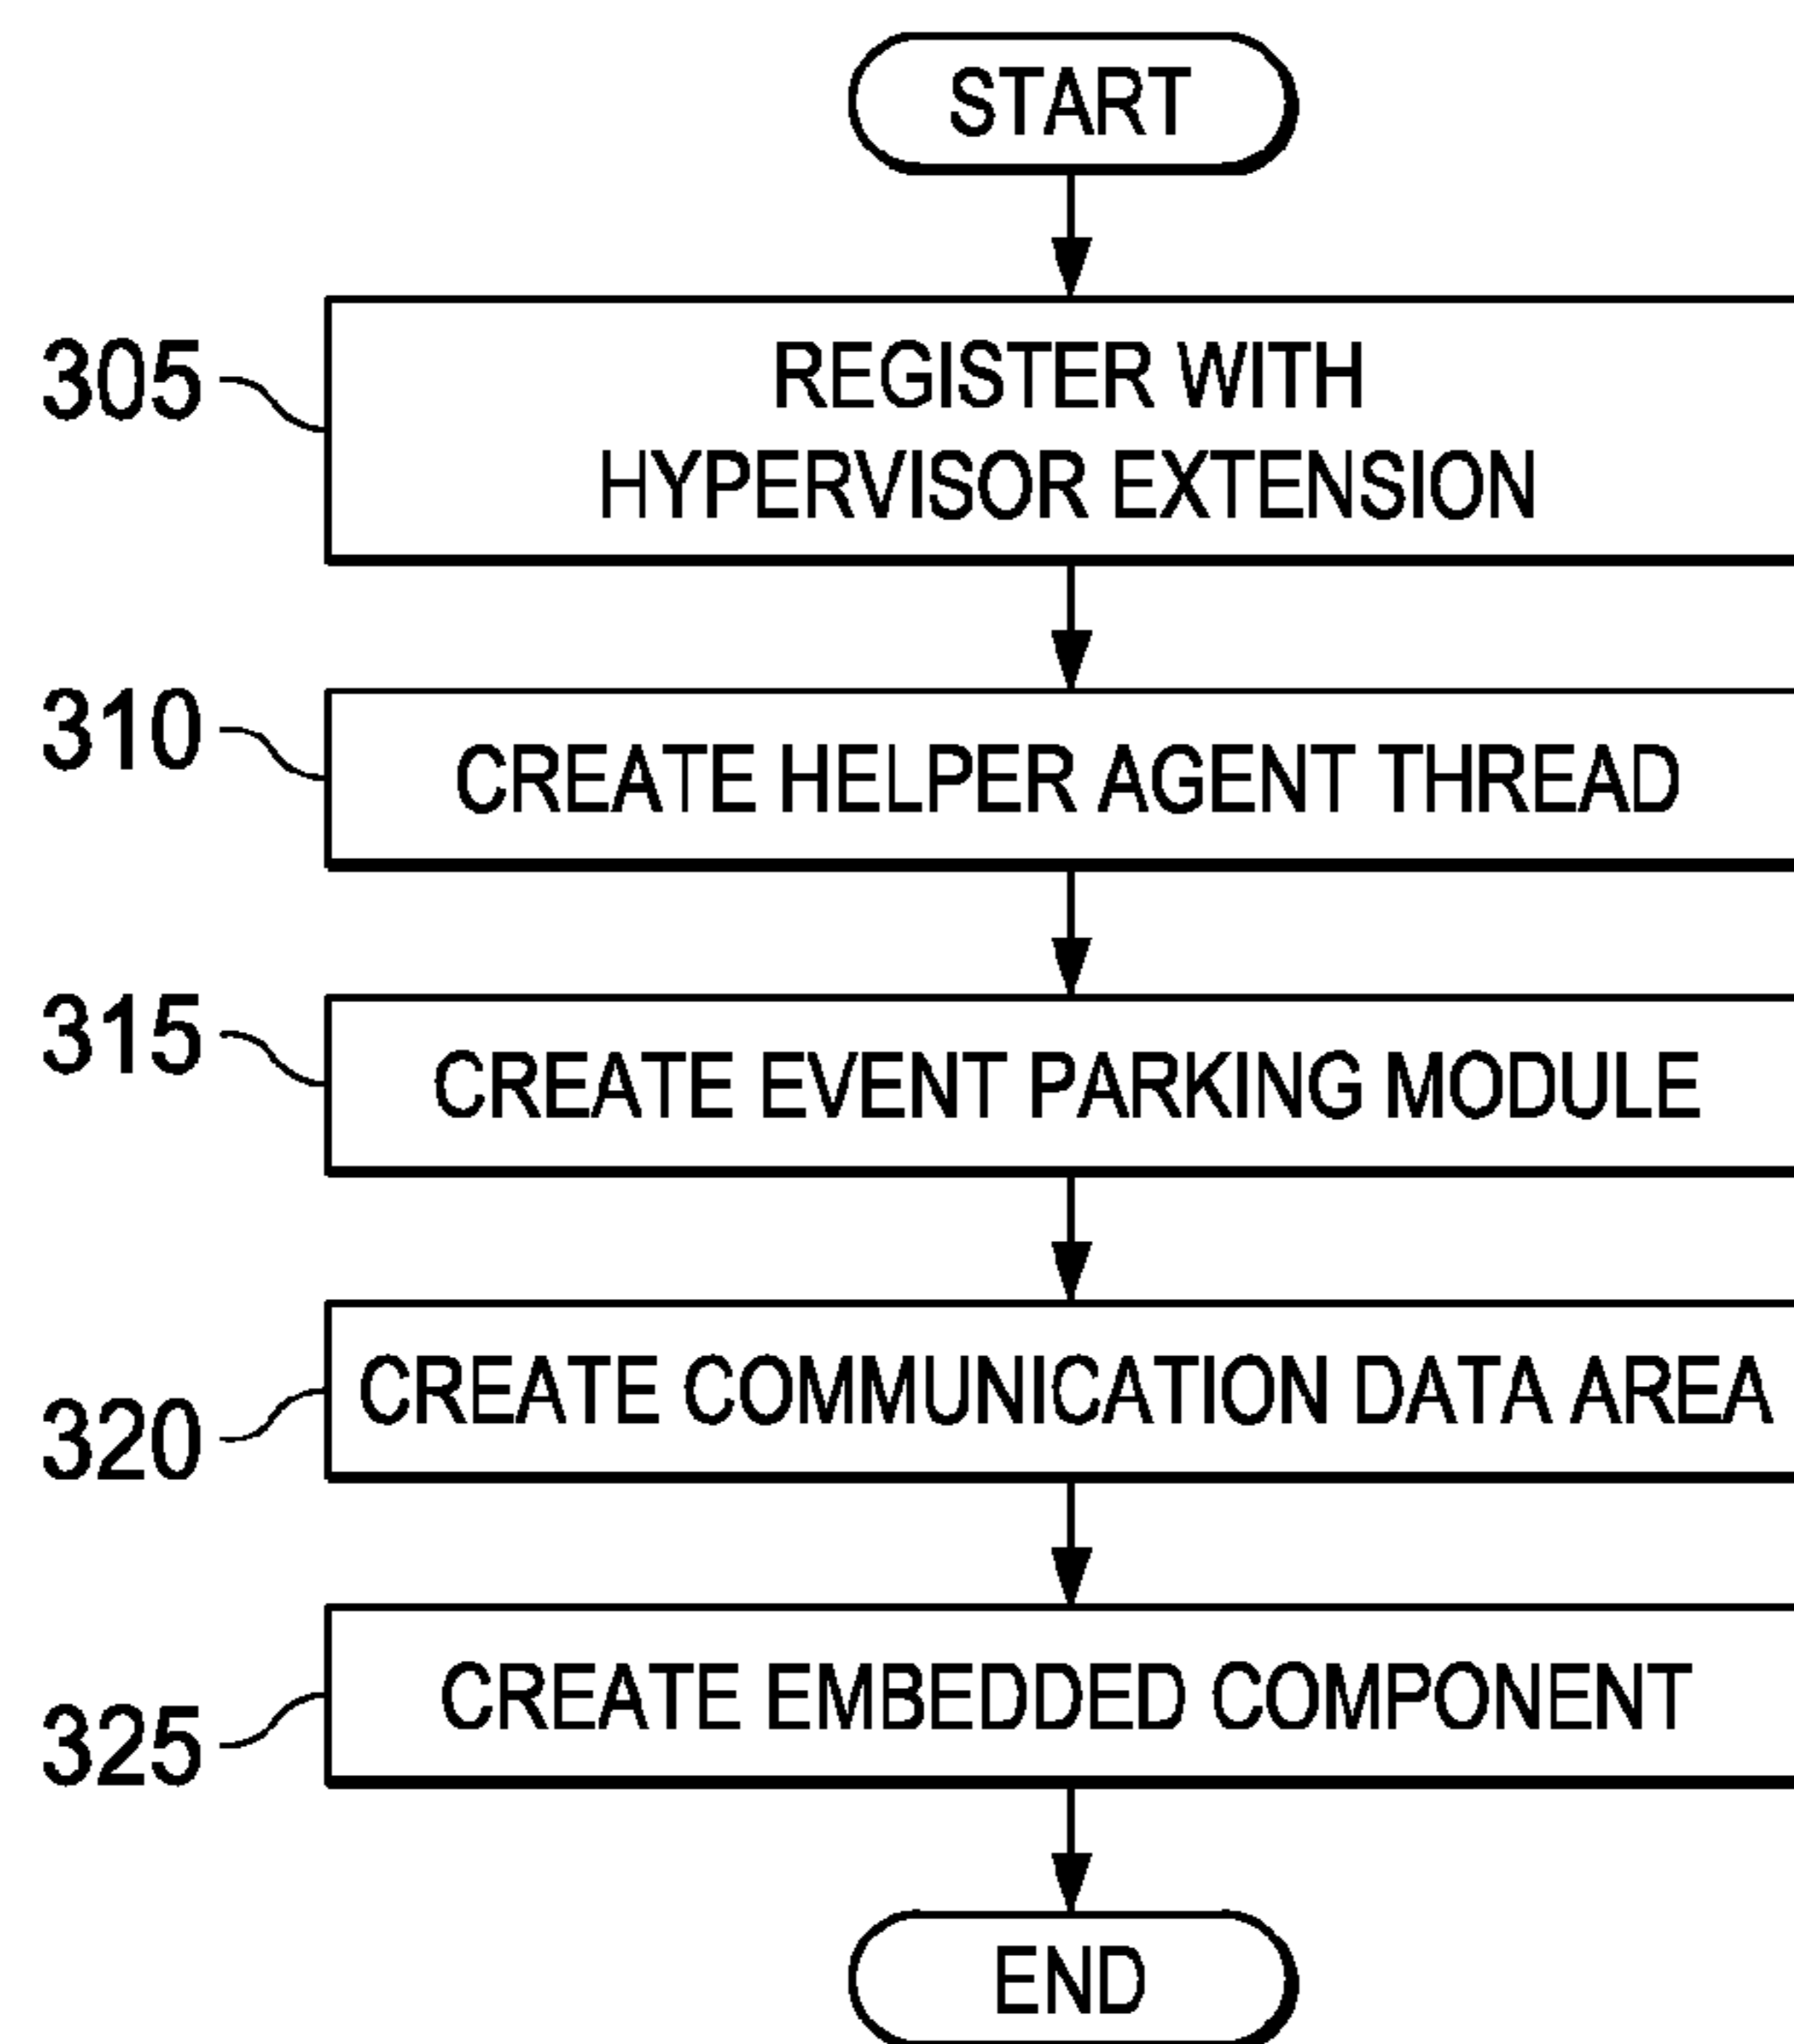 START
305
REGISTER WITH
HYPERVISOR EXTENSION
310
CREATE HELPER AGENT THREAD
315
CREATE EVENT PARKING MODULE
320
CREATE COMMUNICATION DATA AREA
325
CREATE EMBEDDED COMPONENT
END